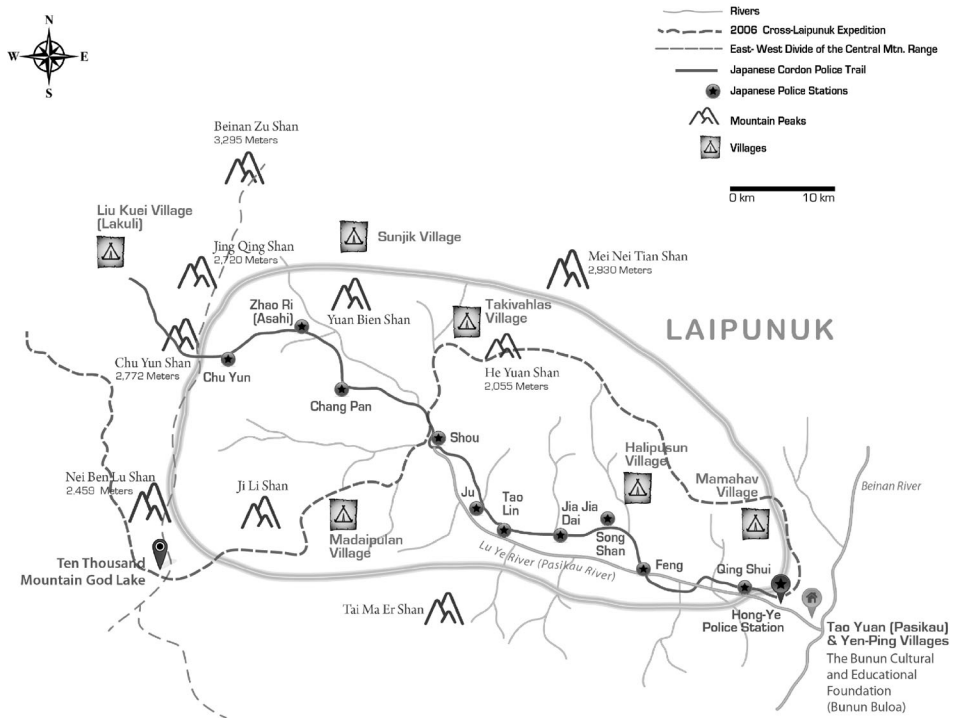 N
W
E
S
Rivers
2006 Cross-Laipunuk Expedition
East-West Divide of the Central Mtn. Range
Japanese Cordon Police Trail
Japanese Police Stations
Mountain Peaks
Villages
0 km
10 km
Beinan Zu Shan
3,295 Meters
Liu Kuei Village
(Lakuli)
Jing Qing Shan
2,720 Meters
Sunjik Village
Mei Nei Tian Shan
2,930 Meters
Zhao Ri
(Asahi)
Yuan Bien Shan
Takivahlas
Village
LAIPUNUK
Chu Yun Shan
2,772 Meters
Chu Yun
Chang Pan
He Yuan Shan
2,055 Meters
Shou
Halipusun
Village
Mamahav
Village
Beinan River
Nei Ben Lu Shan
2,459 Meters
Ji Li Shan
Madaipulan
Village
Ju
Tao
Lin
Jia Jia
Dai
Song
Shan
Feng
Lu Ye River (Pasikau River)
Qing Shui
Hong-Ye
Police Station
Ten Thousand
Mountain God Lake
Tai Ma Er Shan
Tao Yuan (Pasikau)
& Yen-Ping Villages
The Bunun Cultural
and Educational
Foundation
(Bunun Buloa)